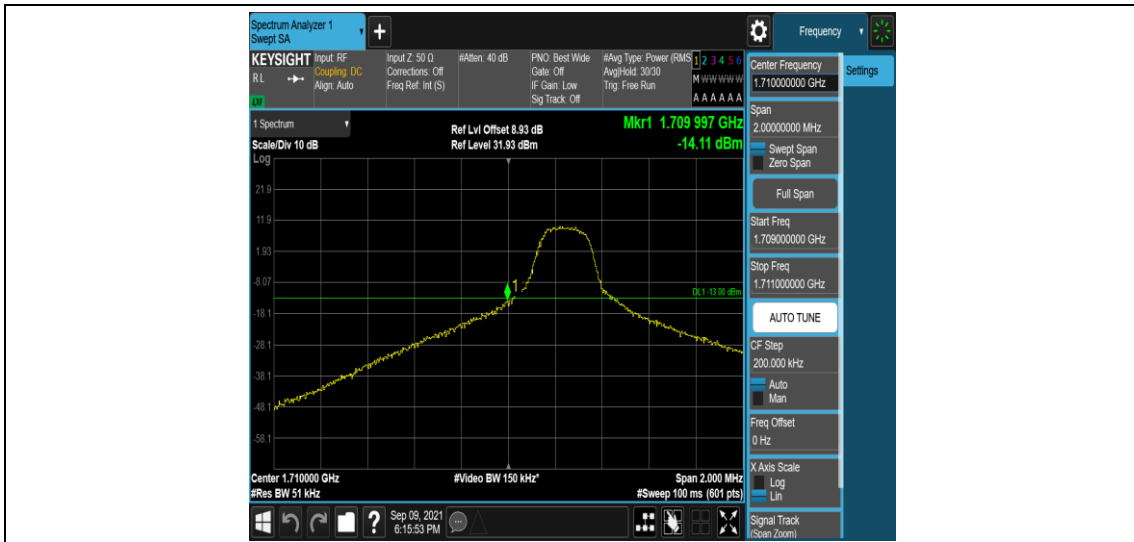 Spectrum Analyzer 1
Swept SA
Frequency
KEYSIGHT
RL
LXI
Input: RF
Coupling: DC
Align: Auto
Input Z: 50 Ω
Corrections: Off
Freq Ref: Int (S)
#Atten: 40 dB
PNO: Best Wide
Gate: Off
IF Gain: Low
Sig Track: Off
#Avg Type: Power (RMS
Avg|Hold: 30/30
Trig: Free Run
1 2 3 4 5 6
M W W W W W
A A A A A A
1 Spectrum
Scale/Div 10 dB
Log
Ref Lvl Offset 8.93 dB
Ref Level 31.93 dBm
Mkr1 1.709 997 GHz
-14.11 dBm
21.9
11.9
1.93
-8.07
-18.1
-28.1
-38.1
-48.1
-58.1
1
DL1 -13.00 dBm
Center 1.710000 GHz
#Res BW 51 kHz
#Video BW 150 kHz*
Span 2.000 MHz
#Sweep 100 ms (601 pts)
Center Frequency
1.710000000 GHz
Settings
Span
2.00000000 MHz
Swept Span
Zero Span
Full Span
Start Freq
1.709000000 GHz
Stop Freq
1.711000000 GHz
AUTO TUNE
CF Step
200.000 kHz
Auto
Man
Freq Offset
0 Hz
X Axis Scale
Log
Lin
Signal Track
(Span Zoom)
?
Sep 09, 2021
6:15:53 PM